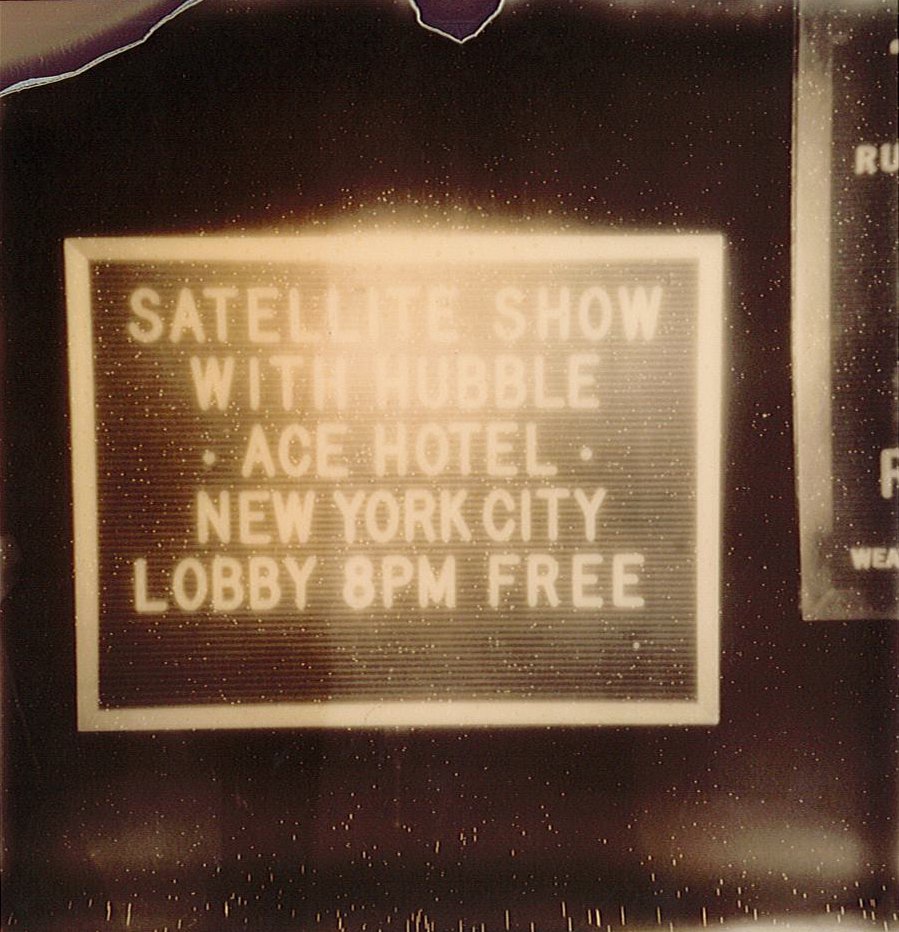 SATELLITE SHOW
WITH HUBBLE
· ACE HOTEL ·
NEW YORK CITY
LOBBY 8PM FREE